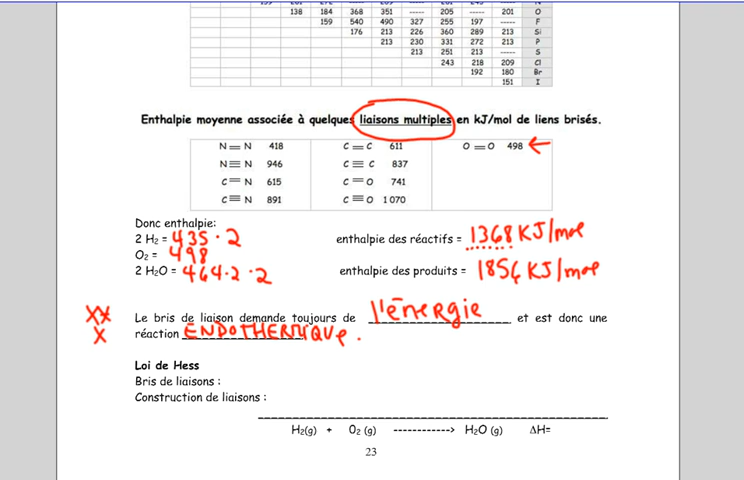 138 184 368 351 ----- 205 ----- 201 O
159 540 490 327 255 197 ----- F
176 213 226 360 289 213 Si
213 230 331 272 213 P
213 251 213 ----- S
243 218 209 Cl
192 180 Br
151 I
Enthalpie moyenne associée à quelques liaisons multiples en kJ/mol de liens brisés.
N = N 418 C = C 611 O = O 498 ←
N ≡ N 946 C ≡ C 837
C = N 615 C = O 741
C ≡ N 891 C ≡ O 1 070
Donc enthalpie:
2 H₂ = 435 · 2 enthalpie des réactifs = 1368 KJ/mol
O₂ = 498
2 H₂O = 464 · 2 · 2 enthalpie des produits = 1856 KJ/mol
XX Le bris de liaison demande toujours de l'énergie et est donc une
X réaction ENDOTHERMIQUE.
Loi de Hess
Bris de liaisons :
Construction de liaisons :
H₂(g) + O₂ (g) ------------> H₂O (g) ΔH=
23